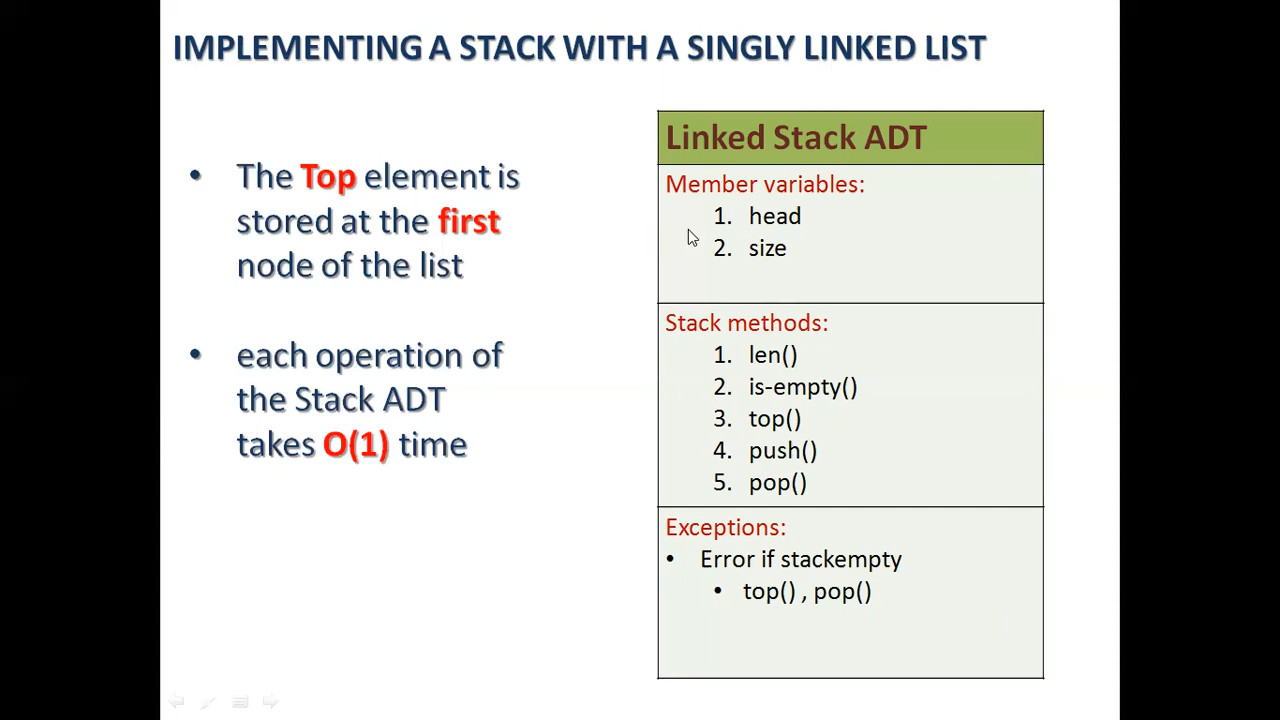 IMPLEMENTING A STACK WITH A SINGLY LINKED LIST
• The Top element is
stored at the first
node of the list
• each operation of
the Stack ADT
takes O(1) time
Linked Stack ADT
Member variables:
1. head
2. size
Stack methods:
1. len()
2. is-empty()
3. top()
4. push()
5. pop()
Exceptions:
• Error if stackempty
• top() , pop()